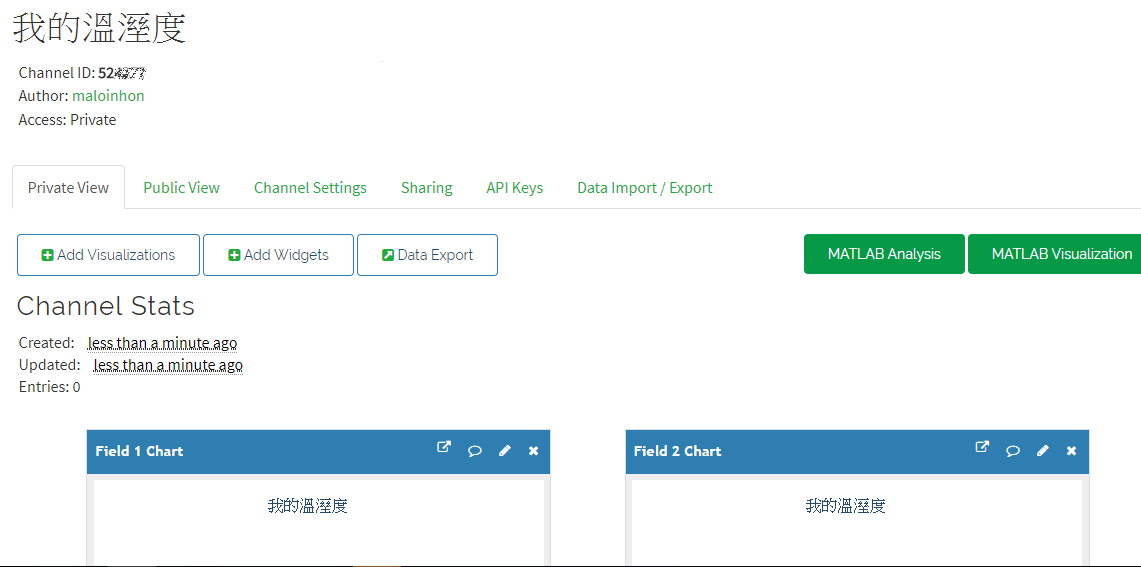 我的溫溼度
Channel ID: 52
Author: maloinhon
Access: Private
Private View Public View Channel Settings Sharing API Keys Data Import / Export
Add Visualizations Add Widgets Data Export MATLAB Analysis MATLAB Visualization
Channel Stats
Created: less than a minute ago
Updated: less than a minute ago
Entries: 0
Field 1 Chart Field 2 Chart
我的溫溼度 我的溫溼度